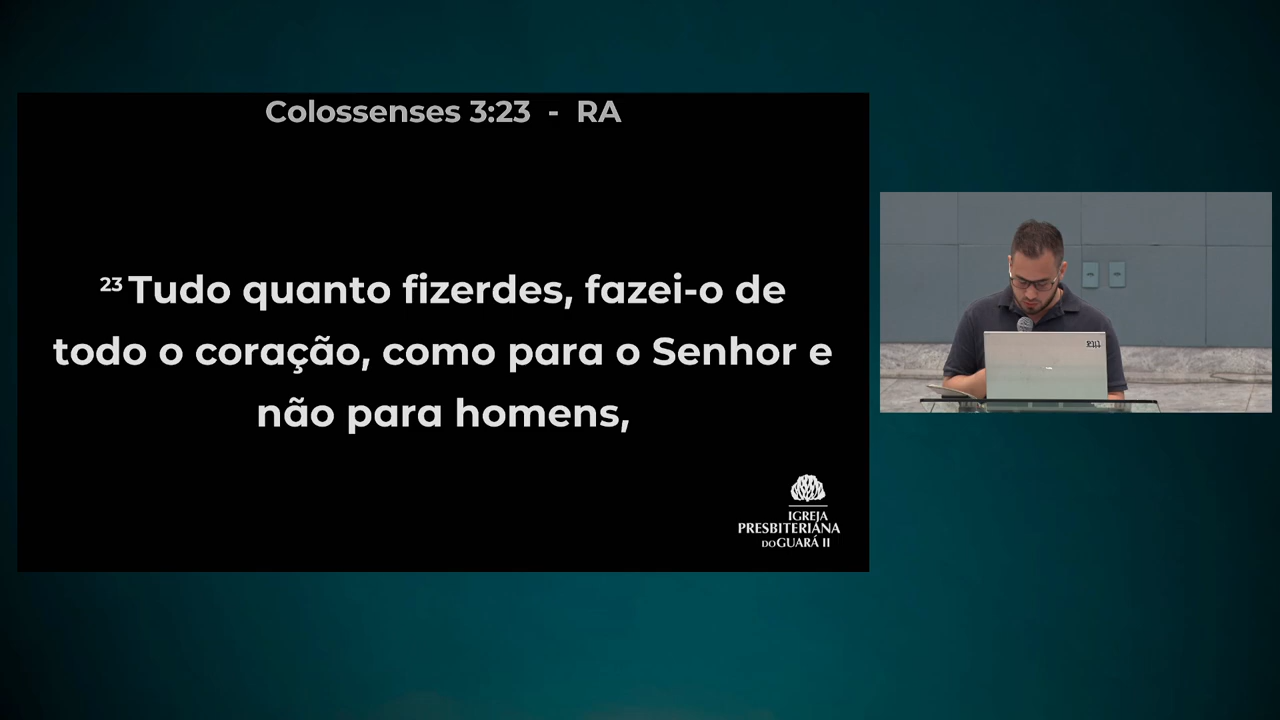 Colossenses 3:23 - RA
23 Tudo quanto fizerdes, fazei-o de
todo o coração, como para o Senhor e
não para homens,
IGREJA
PRESBITERIANA
DO GUARÁ II